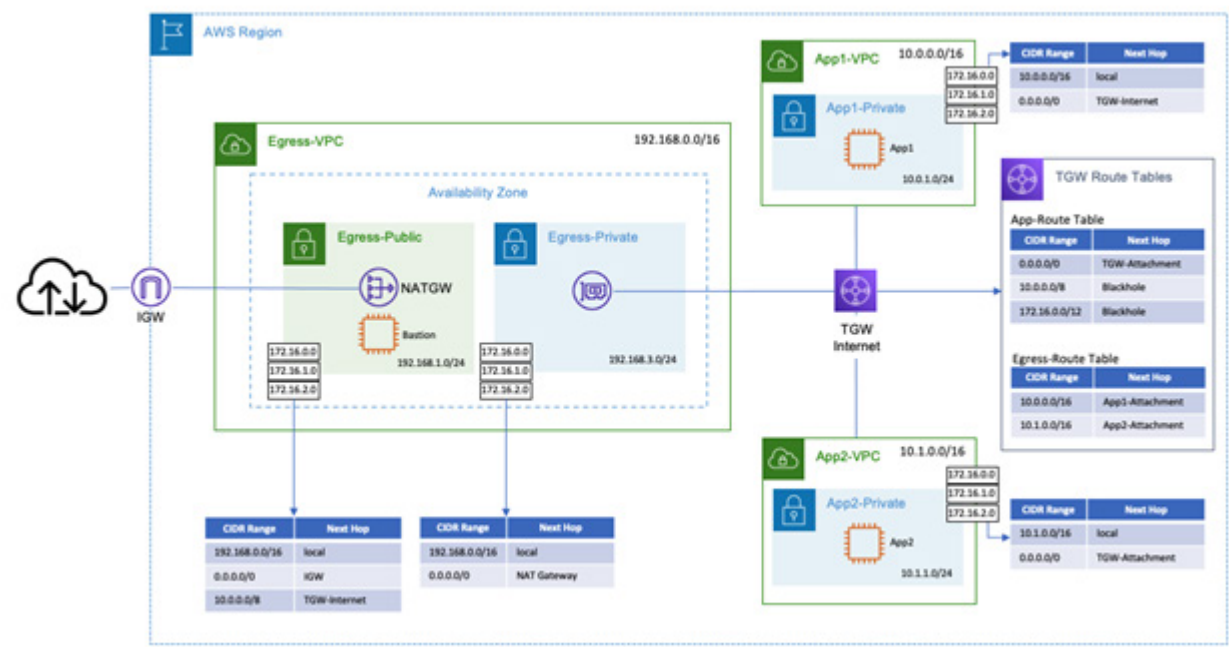 AWS Region
App1-VPC
10.0.0.0/16
172.16.0.0
172.16.1.0
172.16.2.0
App1-Private
App1
10.0.1.0/24
CIDR Range Next Hop
10.0.0.0/16 local
0.0.0.0/0 TGW-Internet
Egress-VPC
192.168.0.0/16
Availability Zone
Egress-Public
NATGW
Bastion
192.168.1.0/24
172.16.0.0
172.16.1.0
172.16.2.0
Egress-Private
192.168.3.0/24
172.16.0.0
172.16.1.0
172.16.2.0
IGW
TGW
Internet
TGW Route Tables
App-Route Table
CIDR Range Next Hop
0.0.0.0/0 TGW-Attachment
10.0.0.0/8 Blackhole
172.16.0.0/12 Blackhole
Egress-Route Table
CIDR Range Next Hop
10.0.0.0/16 App1-Attachment
10.1.0.0/16 App2-Attachment
App2-VPC
10.1.0.0/16
172.16.0.0
172.16.1.0
172.16.2.0
App2-Private
App2
10.1.1.0/24
CIDR Range Next Hop
10.1.0.0/16 local
0.0.0.0/0 TGW-Attachment
CIDR Range Next Hop
192.168.0.0/16 local
0.0.0.0/0 IGW
10.0.0.0/8 TGW-Internet
CIDR Range Next Hop
192.168.0.0/16 local
0.0.0.0/0 NAT Gateway